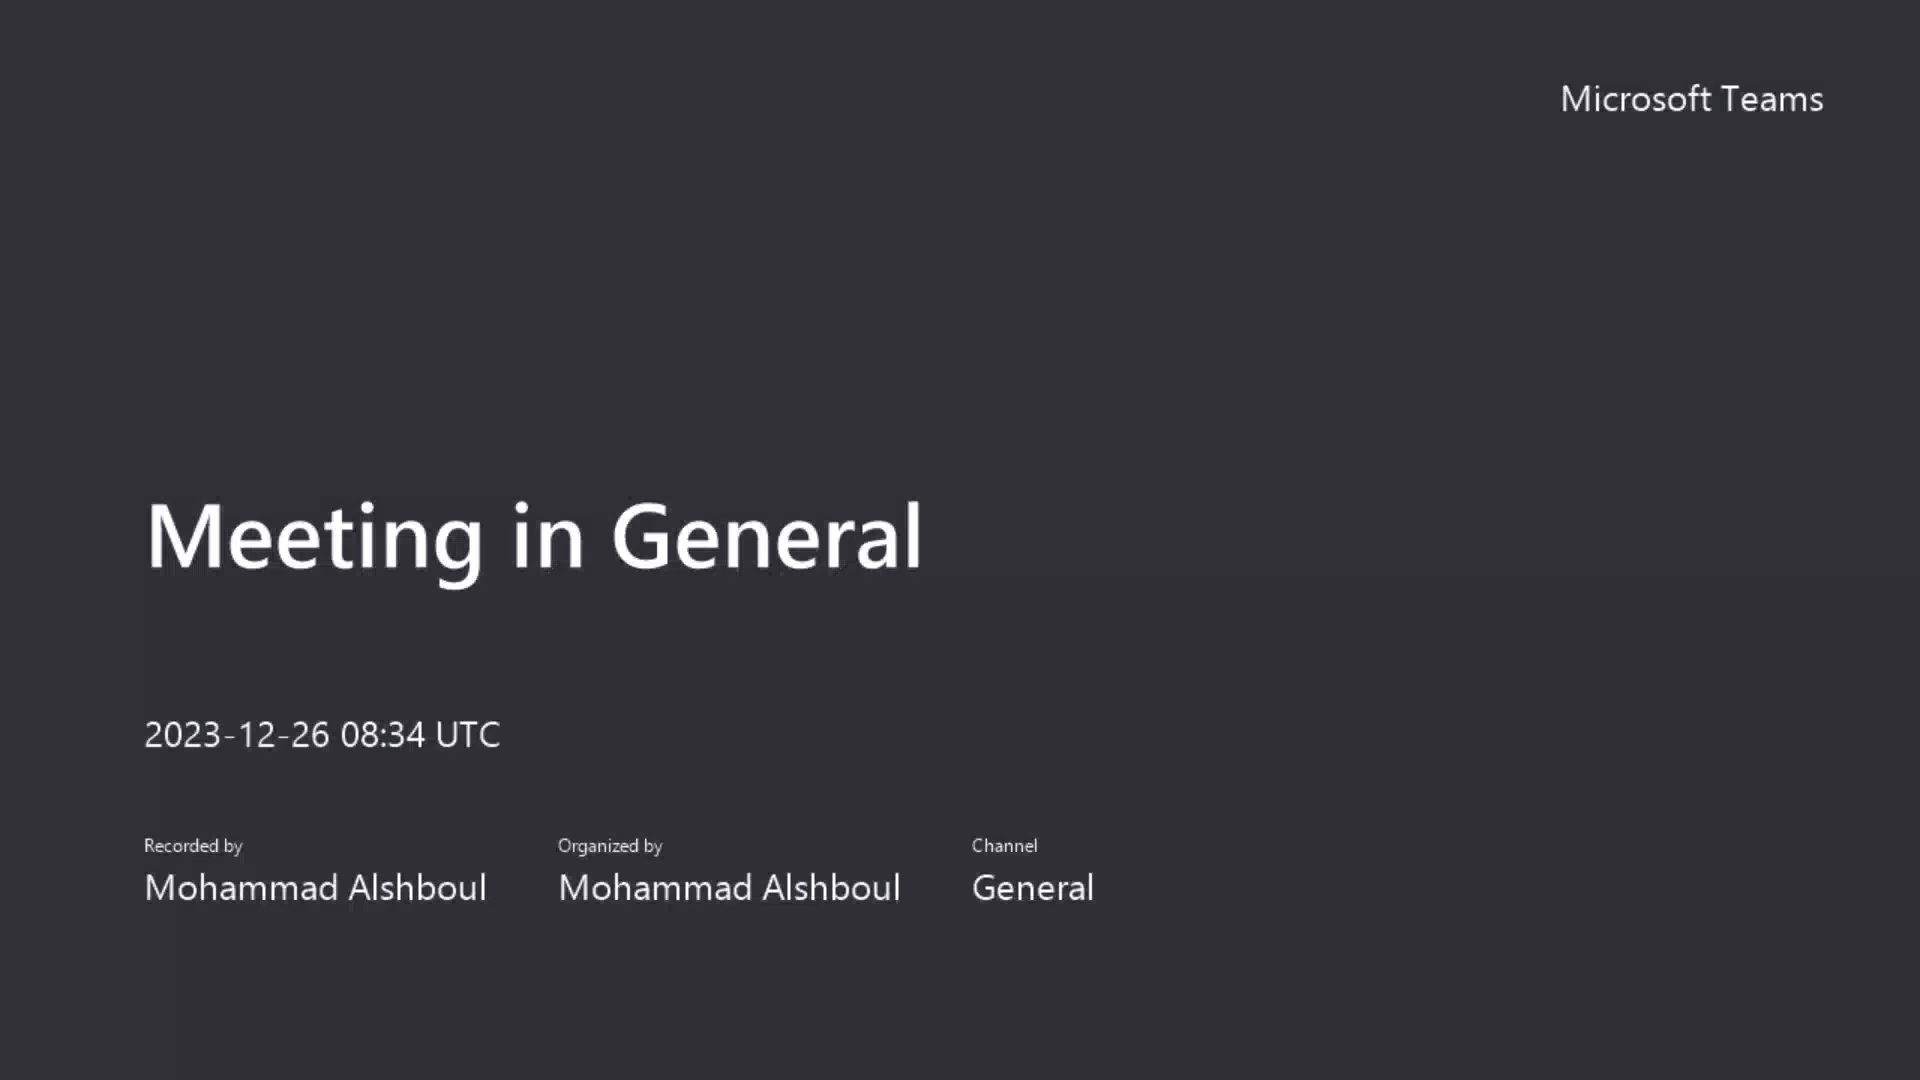 Microsoft Teams
Meeting in General
2023-12-26 08:34 UTC
Recorded by
Mohammad Alshboul
Organized by
Mohammad Alshboul
Channel
General